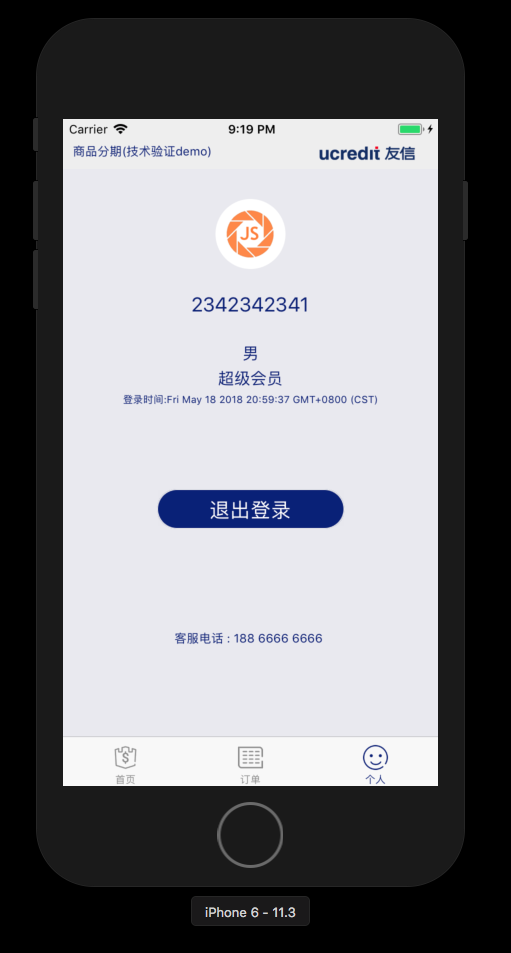 Carrier 9:19 PM
商品分期(技术验证demo) ucredit 友信
JS
2342342341
男
超级会员
登录时间:Fri May 18 2018 20:59:37 GMT+0800 (CST)
退出登录
客服电话 : 188 6666 6666
首页 订单 个人
iPhone 6 - 11.3